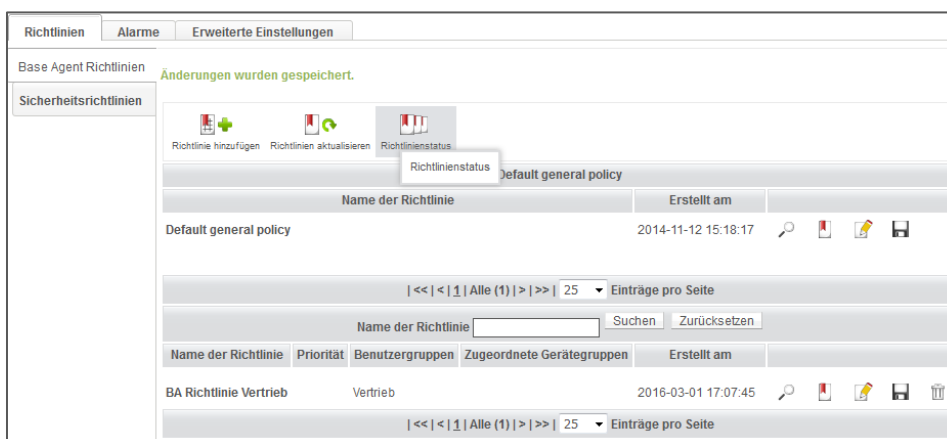 Richtlinien Alarme Erweiterte Einstellungen
Base Agent Richtlinien
Änderungen wurden gespeichert.
Sicherheitsrichtlinien
Richtlinie hinzufügen Richtlinien aktualisieren Richtlinienstatus
Richtlinienstatus
Default general policy
Name der Richtlinie Erstellt am
Default general policy 2014-11-12 15:18:17
| << | < | 1 | Alle (1) | > | >> | 25 Einträge pro Seite
Name der Richtlinie Suchen Zurücksetzen
Name der Richtlinie Priorität Benutzergruppen Zugeordnete Gerätegruppen Erstellt am
BA Richtlinie Vertrieb Vertrieb 2016-03-01 17:07:45
| << | < | 1 | Alle (1) | > | >> | 25 Einträge pro Seite